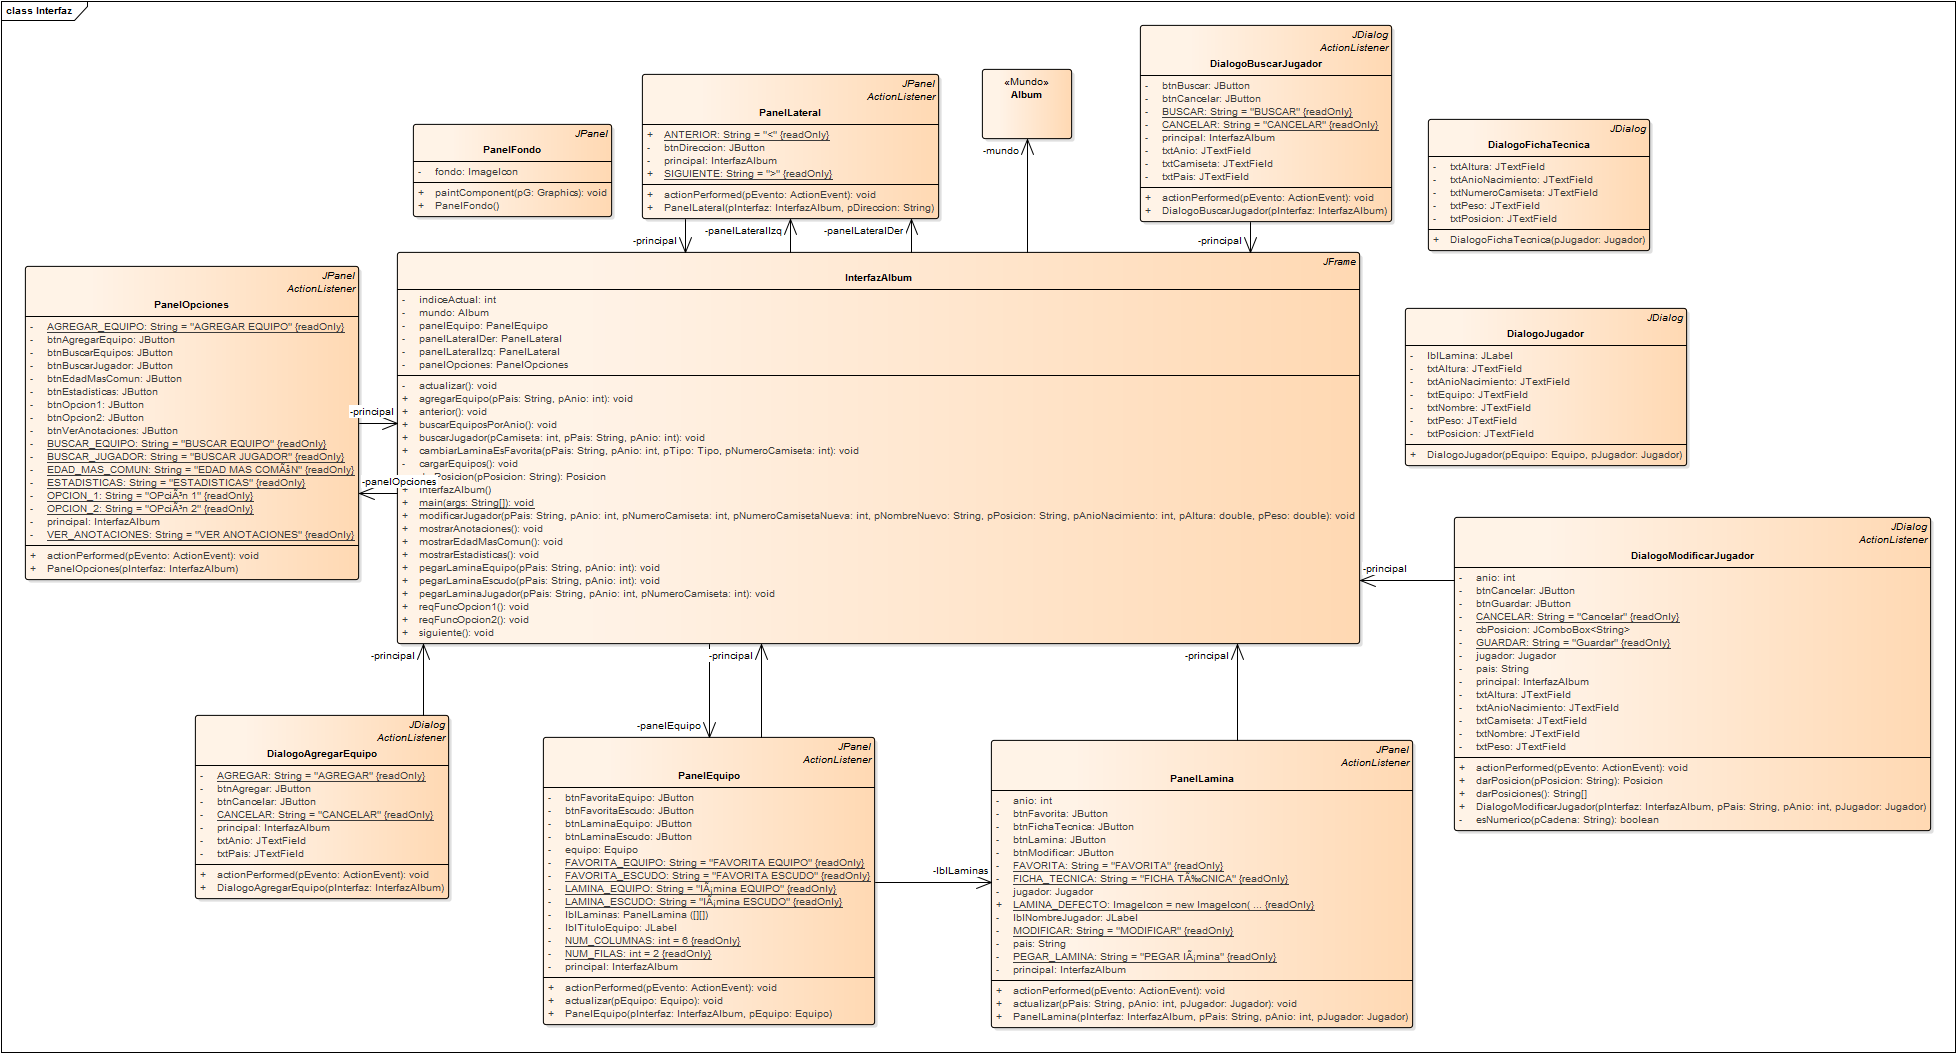 class Interfaz
JPanel
PanelFondo
- fondo: ImageIcon
+ paintComponent(pG: Graphics): void
+ PanelFondo()
JPanel
ActionListener
PanelLateral
+ ANTERIOR: String = "<" {readOnly}
- btnDireccion: JButton
- principal: InterfazAlbum
+ SIGUIENTE: String = ">" {readOnly}
+ actionPerformed(pEvento: ActionEvent): void
+ PanelLateral(pInterfaz: InterfazAlbum, pDireccion: String)
«Mundo»
Album
JDialog
ActionListener
DialogoBuscarJugador
- btnBuscar: JButton
- btnCancelar: JButton
- BUSCAR: String = "BUSCAR" {readOnly}
- CANCELAR: String = "CANCELAR" {readOnly}
- principal: InterfazAlbum
- txtAnio: JTextField
- txtCamiseta: JTextField
- txtPais: JTextField
+ actionPerformed(pEvento: ActionEvent): void
+ DialogoBuscarJugador(pInterfaz: InterfazAlbum)
JDialog
DialogoFichaTecnica
- txtAltura: JTextField
- txtAnioNacimiento: JTextField
- txtNumeroCamiseta: JTextField
- txtPeso: JTextField
- txtPosicion: JTextField
+ DialogoFichaTecnica(pJugador: Jugador)
-principal
-panelLateralIzq
-panelLateralDer
-mundo
-principal
JPanel
ActionListener
PanelOpciones
- AGREGAR_EQUIPO: String = "AGREGAR EQUIPO" {readOnly}
- btnAgregarEquipo: JButton
- btnBuscarEquipos: JButton
- btnBuscarJugador: JButton
- btnEdadMasComun: JButton
- btnEstadisticas: JButton
- btnOpcion1: JButton
- btnOpcion2: JButton
- btnVerAnotaciones: JButton
- BUSCAR_EQUIPO: String = "BUSCAR EQUIPO" {readOnly}
- BUSCAR_JUGADOR: String = "BUSCAR JUGADOR" {readOnly}
- EDAD_MAS_COMUN: String = "EDAD MAS COMÃšN" {readOnly}
- ESTADISTICAS: String = "ESTADISTICAS" {readOnly}
- OPCION_1: String = "OPciÃ³n 1" {readOnly}
- OPCION_2: String = "OPciÃ³n 2" {readOnly}
- principal: InterfazAlbum
- VER_ANOTACIONES: String = "VER ANOTACIONES" {readOnly}
+ actionPerformed(pEvento: ActionEvent): void
+ PanelOpciones(pInterfaz: InterfazAlbum)
-principal
-panelOpciones
JFrame
InterfazAlbum
- indiceActual: int
- mundo: Album
- panelEquipo: PanelEquipo
- panelLateralDer: PanelLateral
- panelLateralIzq: PanelLateral
- panelOpciones: PanelOpciones
- actualizar(): void
+ agregarEquipo(pPais: String, pAnio: int): void
+ anterior(): void
+ buscarEquiposPorAnio(): void
+ buscarJugador(pCamiseta: int, pPais: String, pAnio: int): void
+ cambiarLaminaEsFavorita(pPais: String, pAnio: int, pTipo: Tipo, pNumeroCamiseta: int): void
- cargarEquipos(): void
Posicion(pPosicion: String): Posicion
+ InterfazAlbum()
+ main(args: String[]): void
+ modificarJugador(pPais: String, pAnio: int, pNumeroCamiseta: int, pNumeroCamisetaNueva: int, pNombreNuevo: String, pPosicion: String, pAnioNacimiento: int, pAltura: double, pPeso: double): void
+ mostrarAnotaciones(): void
+ mostrarEdadMasComun(): void
+ mostrarEstadisticas(): void
+ pegarLaminaEquipo(pPais: String, pAnio: int): void
+ pegarLaminaEscudo(pPais: String, pAnio: int): void
+ pegarLaminaJugador(pPais: String, pAnio: int, pNumeroCamiseta: int): void
+ reqFuncOpcion1(): void
+ reqFuncOpcion2(): void
+ siguiente(): void
JDialog
DialogoJugador
- lblLamina: JLabel
- txtAltura: JTextField
- txtAnioNacimiento: JTextField
- txtEquipo: JTextField
- txtNombre: JTextField
- txtPeso: JTextField
- txtPosicion: JTextField
+ DialogoJugador(pEquipo: Equipo, pJugador: Jugador)
JDialog
ActionListener
DialogoModificarJugador
- anio: int
- btnCancelar: JButton
- btnGuardar: JButton
- CANCELAR: String = "Cancelar" {readOnly}
- cbPosicion: JComboBox<String>
- GUARDAR: String = "Guardar" {readOnly}
- jugador: Jugador
- pais: String
- principal: InterfazAlbum
- txtAltura: JTextField
- txtAnioNacimiento: JTextField
- txtCamiseta: JTextField
- txtNombre: JTextField
- txtPeso: JTextField
+ actionPerformed(pEvento: ActionEvent): void
+ darPosicion(pPosicion: String): Posicion
+ darPosiciones(): String[]
+ DialogoModificarJugador(pInterfaz: InterfazAlbum, pPais: String, pAnio: int, pJugador: Jugador)
- esNumerico(pCadena: String): boolean
-principal
-principal
-principal
-principal
-panelEquipo
JDialog
ActionListener
DialogoAgregarEquipo
- AGREGAR: String = "AGREGAR" {readOnly}
- btnAgregar: JButton
- btnCancelar: JButton
- CANCELAR: String = "CANCELAR" {readOnly}
- principal: InterfazAlbum
- txtAnio: JTextField
- txtPais: JTextField
+ actionPerformed(pEvento: ActionEvent): void
+ DialogoAgregarEquipo(pInterfaz: InterfazAlbum)
JPanel
ActionListener
PanelEquipo
- btnFavoritaEquipo: JButton
- btnFavoritaEscudo: JButton
- btnLaminaEquipo: JButton
- btnLaminaEscudo: JButton
- equipo: Equipo
- FAVORITA_EQUIPO: String = "FAVORITA EQUIPO" {readOnly}
- FAVORITA_ESCUDO: String = "FAVORITA ESCUDO" {readOnly}
- LAMINA_EQUIPO: String = "lÃ¡mina EQUIPO" {readOnly}
- LAMINA_ESCUDO: String = "lÃ¡mina ESCUDO" {readOnly}
- lblLaminas: PanelLamina ([][])
- lblTituloEquipo: JLabel
- NUM_COLUMNAS: int = 6 {readOnly}
- NUM_FILAS: int = 2 {readOnly}
- principal: InterfazAlbum
+ actionPerformed(pEvento: ActionEvent): void
+ actualizar(pEquipo: Equipo): void
+ PanelEquipo(pInterfaz: InterfazAlbum, pEquipo: Equipo)
-lblLaminas
JPanel
ActionListener
PanelLamina
- anio: int
- btnFavorita: JButton
- btnFichaTecnica: JButton
- btnLamina: JButton
- btnModificar: JButton
- FAVORITA: String = "FAVORITA" {readOnly}
- FICHA_TECNICA: String = "FICHA TÃ‰CNICA" {readOnly}
- jugador: Jugador
+ LAMINA_DEFECTO: ImageIcon = new ImageIcon( ... {readOnly}
- lblNombreJugador: JLabel
- MODIFICAR: String = "MODIFICAR" {readOnly}
- pais: String
- PEGAR_LAMINA: String = "PEGAR lÃ¡mina" {readOnly}
- principal: InterfazAlbum
+ actionPerformed(pEvento: ActionEvent): void
+ actualizar(pPais: String, pAnio: int, pJugador: Jugador): void
+ PanelLamina(pInterfaz: InterfazAlbum, pPais: String, pAnio: int, pJugador: Jugador)